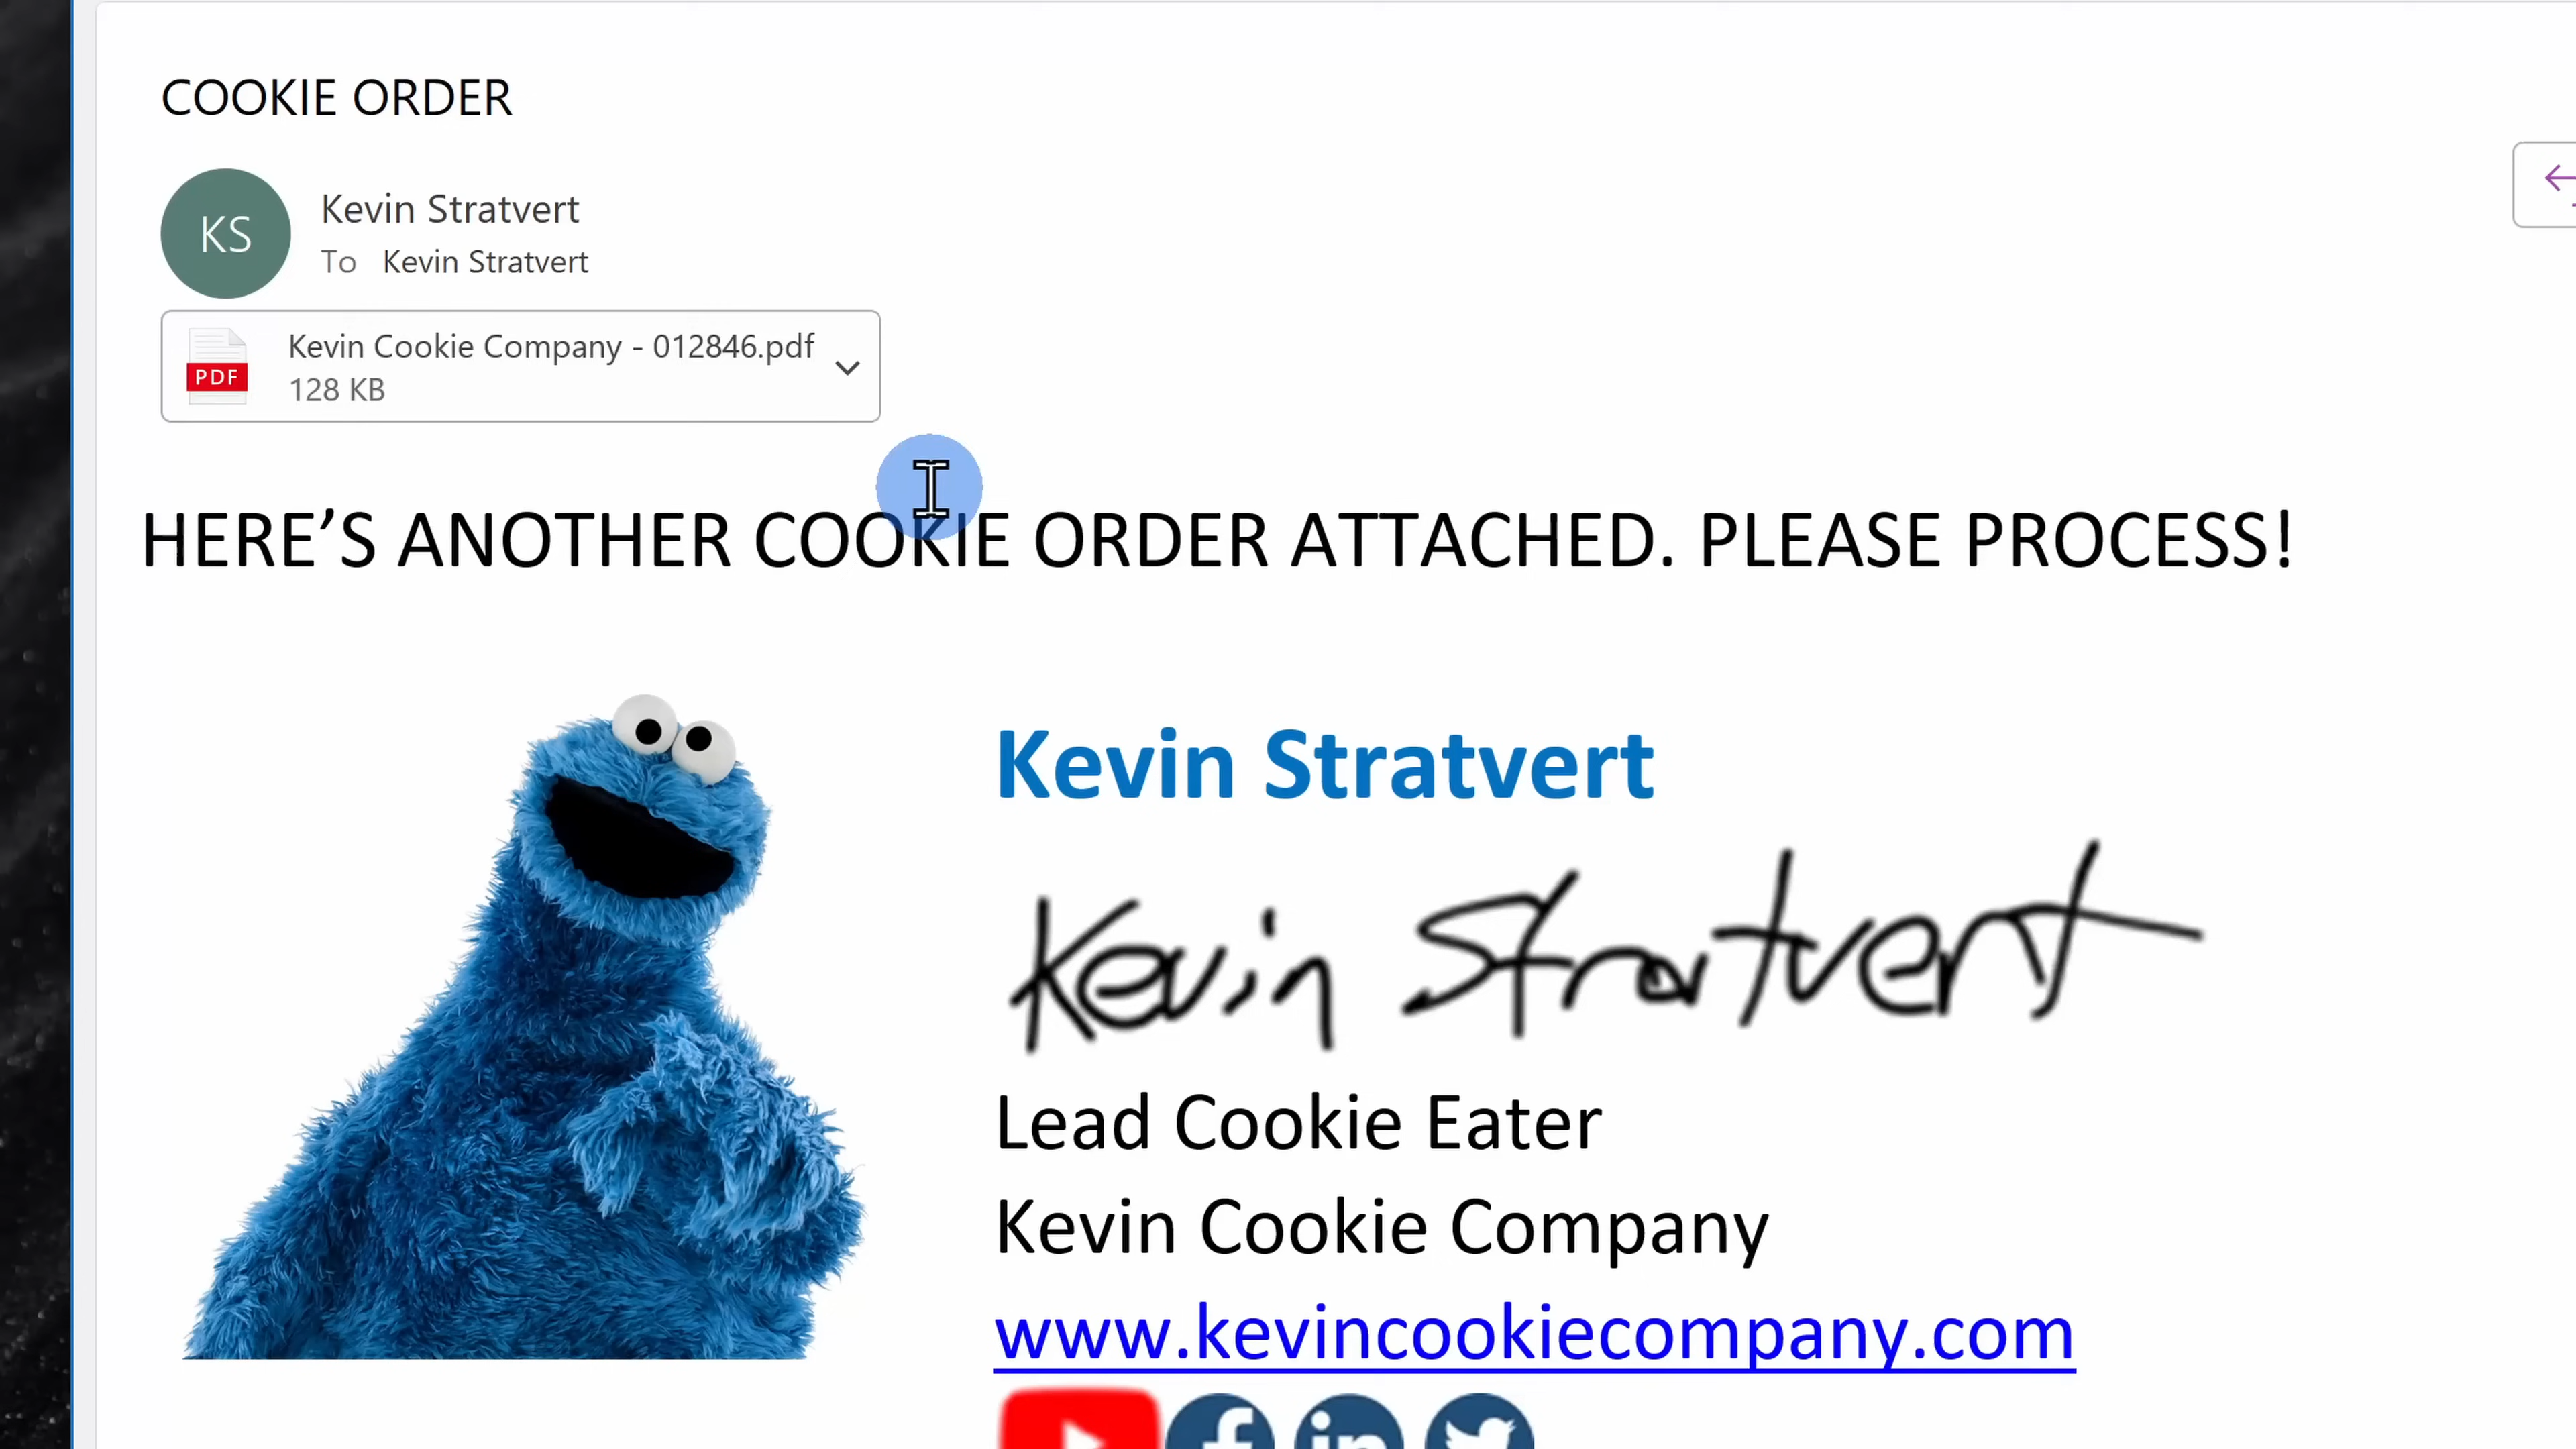 COOKIE ORDER
KS
Kevin Stratvert
To Kevin Stratvert
Kevin Cookie Company - 012846.pdf
PDF
128 KB
HERE’S ANOTHER COOKIE ORDER ATTACHED. PLEASE PROCESS!
Kevin Stratvert
Kevin Stratvert
Lead Cookie Eater
Kevin Cookie Company
www.kevincookiecompany.com
f in